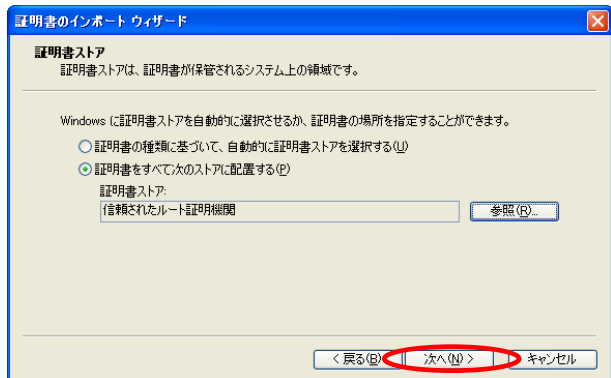 証明書のインポート ウィザード
証明書ストア
証明書ストアは、証明書が保管されるシステム上の領域です。
Windows に証明書ストアを自動的に選択させるか、証明書の場所を指定することができます。
証明書の種類に基づいて、自動的に証明書ストアを選択する(U)
証明書をすべて次のストアに配置する(P)
証明書ストア:
信頼されたルート証明機関
参照(R)...
< 戻る(B) 次へ(N) > キャンセル